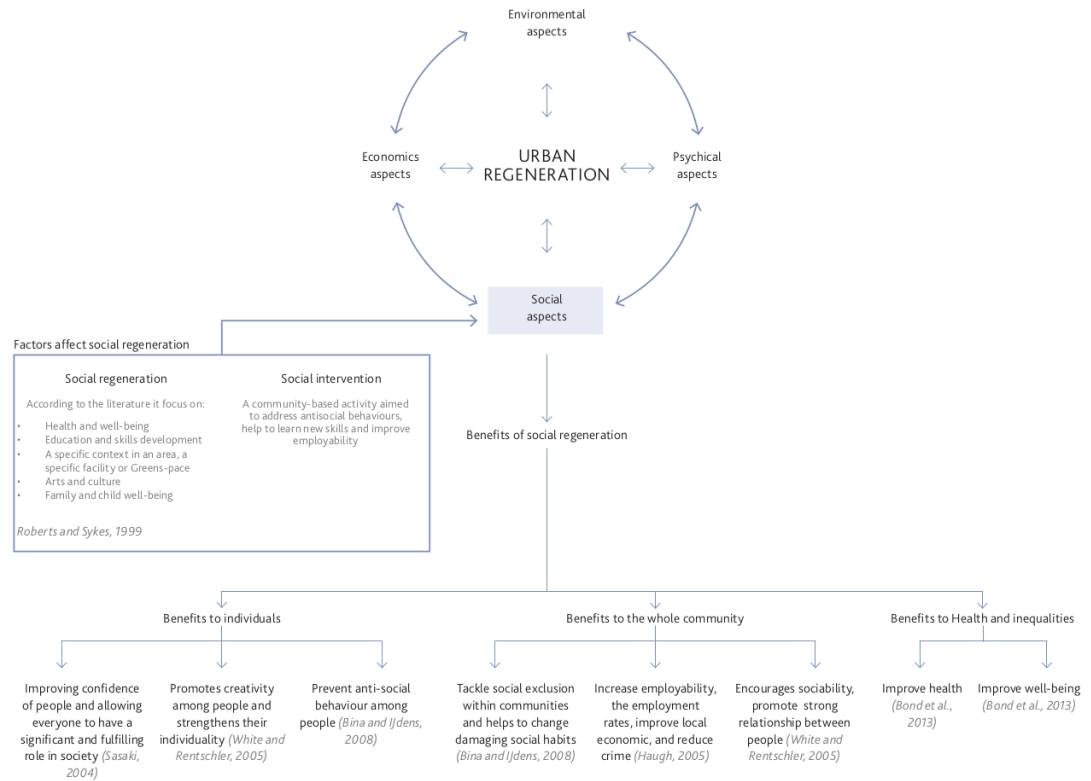 Environmental
aspects
Economics
aspects
URBAN
REGENERATION
Psychical
aspects
Social
aspects
Factors affect social regeneration
Social regeneration
According to the literature it focus on:
• Health and well-being
• Education and skills development
• A specific context in an area, a
specific facility or Greens-pace
• Arts and culture
• Family and child well-being
Roberts and Sykes, 1999
Social intervention
A community-based activity aimed
to address antisocial behaviours,
help to learn new skills and improve
employability
Benefits of social regeneration
Benefits to individuals
Improving confidence
of people and allowing
everyone to have a
significant and fulfilling
role in society (Sasaki,
2004)
Promotes creativity
among people and
strengthens their
individuality (White and
Rentschler, 2005)
Prevent anti-social
behaviour among
people (Bina and IJdens,
2008)
Benefits to the whole community
Tackle social exclusion
within communities
and helps to change
damaging social habits
(Bina and IJdens, 2008)
Increase employability,
the employment
rates, improve local
economic, and reduce
crime (Haugh, 2005)
Encourages sociability,
promote strong
relationship between
people (White and
Rentschler, 2005)
Benefits to Health and inequalities
Improve health
(Bond et al.,
2013)
Improve well-being
(Bond et al., 2013)